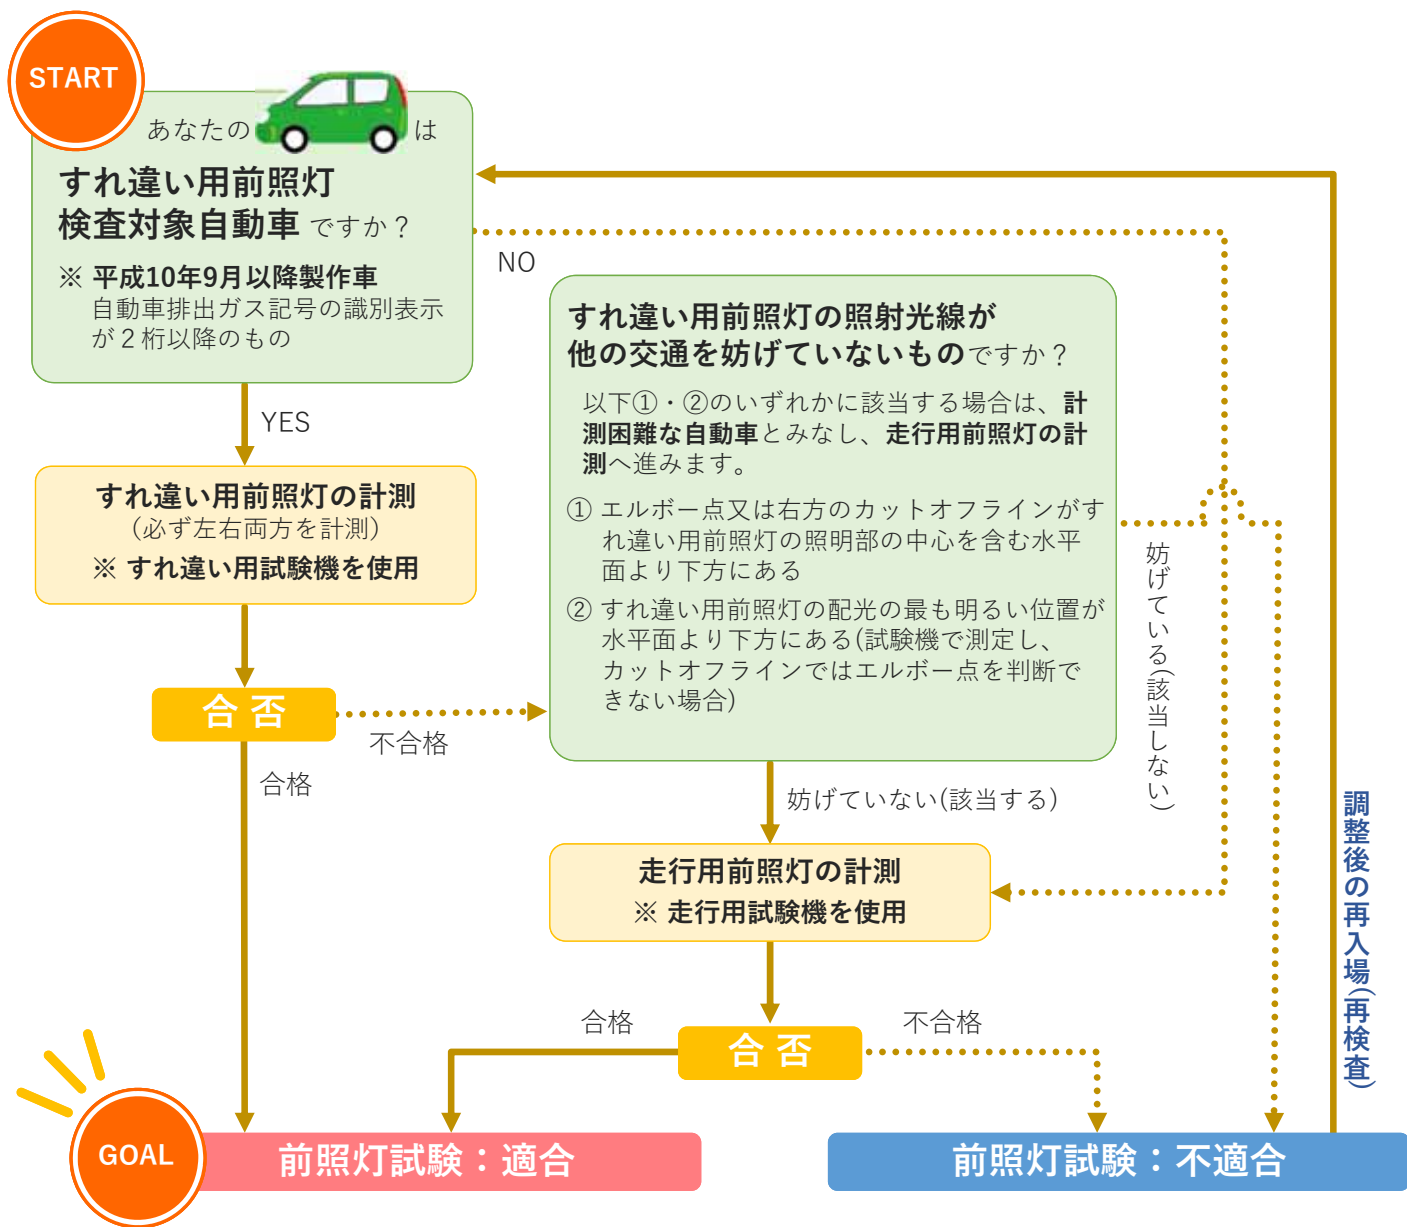 START
あなたの は
すれ違い用前照灯
検査対象自動車 ですか？
※ 平成10年9月以降製作車
自動車排出ガス記号の識別表示
が２桁以降のもの
NO
YES
すれ違い用前照灯の計測
（必ず左右両方を計測）
※ すれ違い用試験機を使用
合 否
不合格
合格
すれ違い用前照灯の照射光線が
他の交通を妨げていないものですか？
以下①・②のいずれかに該当する場合は、計
測困難な自動車とみなし、走行用前照灯の計
測へ進みます。
① エルボー点又は右方のカットオフラインがす
れ違い用前照灯の照明部の中心を含む水平
面より下方にある
② すれ違い用前照灯の配光の最も明るい位置が
水平面より下方にある(試験機で測定し、
カットオフラインではエルボー点を判断で
きない場合)
妨げている(該当しない)
妨げていない(該当する)
走行用前照灯の計測
※ 走行用試験機を使用
合格
合 否
不合格
調整後の再入場(再検査)
GOAL
前照灯試験：適合
前照灯試験：不適合